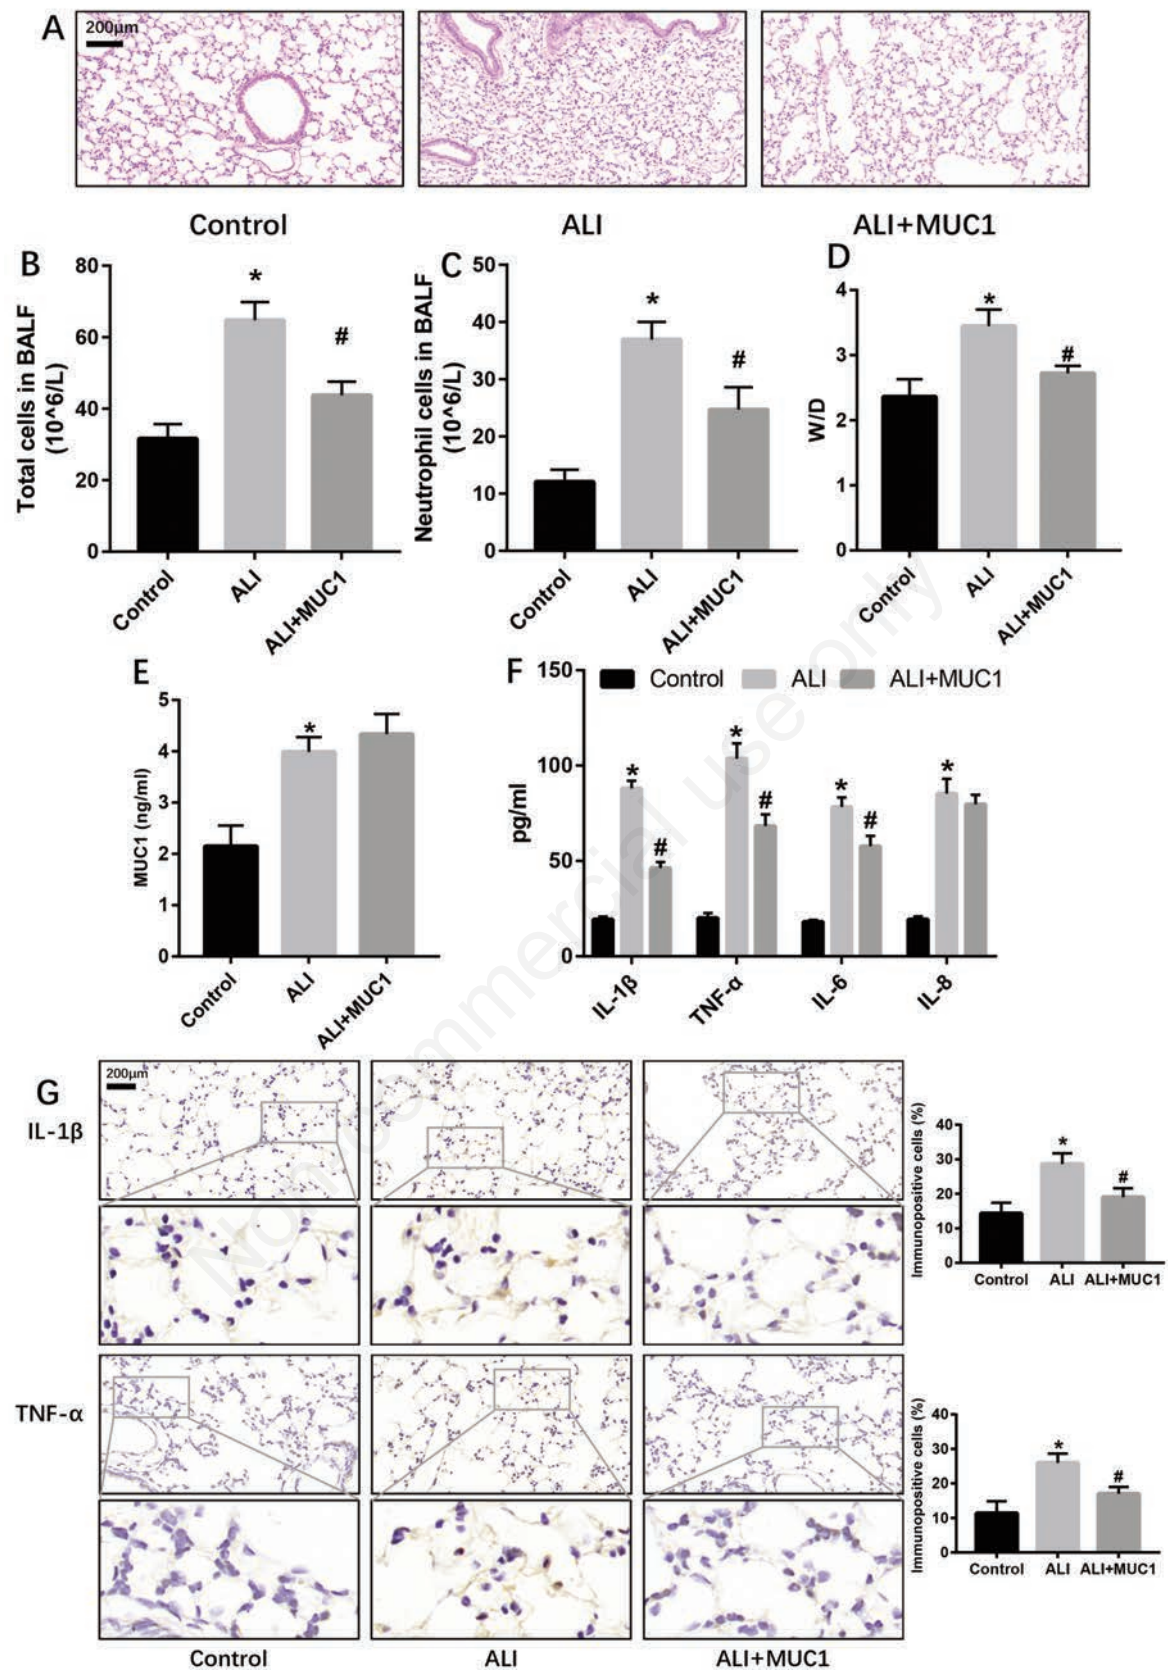 A
200μm
Control ALI ALI+MUC1
B
Total cells in BALF
(10^6/L)
80
60
40
20
0
*
#
Control
ALI
ALI+MUC1
C
Neutrophil cells in BALF
(10^6/L)
50
40
30
20
10
0
*
#
Control
ALI
ALI+MUC1
D
W/D
4
3
2
1
0
*
#
Control
ALI
ALI+MUC1
E
MUC1 (ng/ml)
5
4
3
2
1
0
*
Control
ALI
ALI+MUC1
F
Control ALI ALI+MUC1
pg/ml
150
100
50
0
*
#
*
#
*
#
*
IL-1β
TNF-α
IL-6
IL-8
G
200μm
IL-1β
Immunopositive cells (%)
40
30
20
10
0
*
#
Control ALI ALI+MUC1
TNF-α
Immunopositive cells (%)
40
30
20
10
0
*
#
Control ALI ALI+MUC1
Control ALI ALI+MUC1
Non-commercial use only